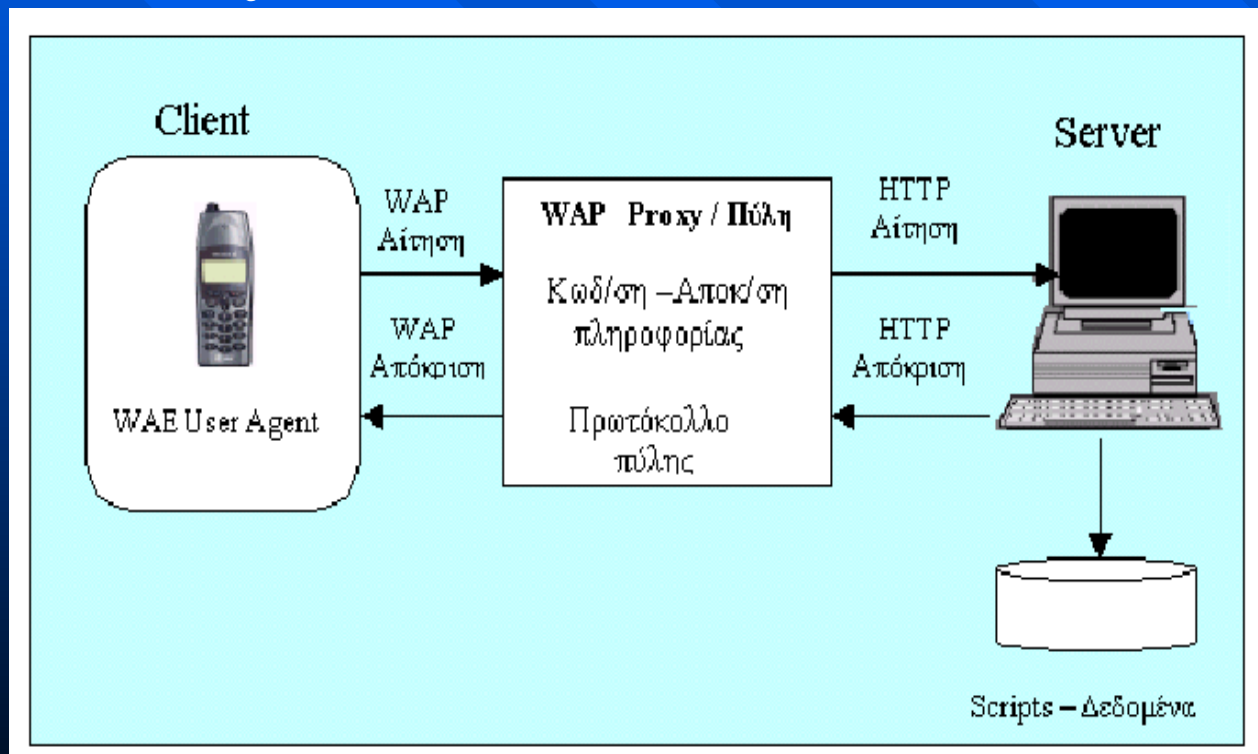 Client
Server
WAP
Αίτηση
WAP
Απόκριση
WAE User Agent
WAP Proxy / Πύλη
Κωδ/ση –Αποκ/ση
πληροφορίας
Πρωτόκολλο
πύλης
HTTP
Αίτηση
HTTP
Απόκριση
Scripts – Δεδομένα